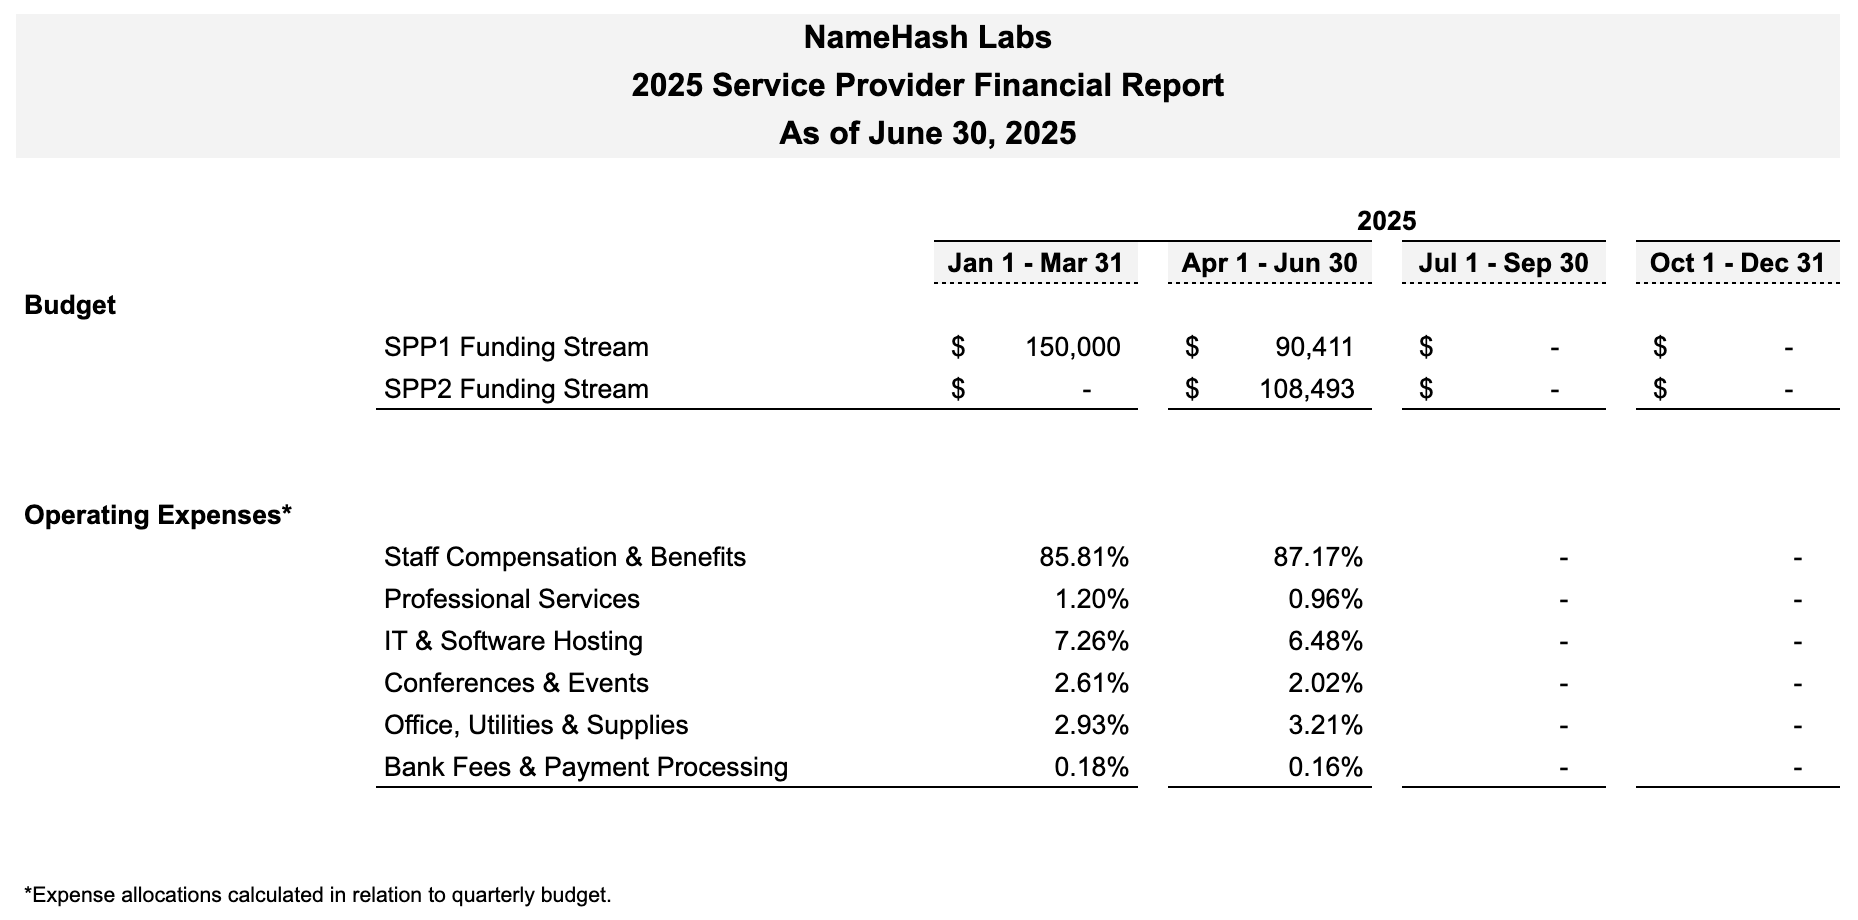 NameHash Labs
2025 Service Provider Financial Report
As of June 30, 2025
2025
Jan 1 - Mar 31 Apr 1 - Jun 30 Jul 1 - Sep 30 Oct 1 - Dec 31
Budget
SPP1 Funding Stream $ 150,000 $ 90,411 $ - $ -
SPP2 Funding Stream $ - $ 108,493 $ - $ -
Operating Expenses*
Staff Compensation & Benefits 85.81% 87.17% - -
Professional Services 1.20% 0.96% - -
IT & Software Hosting 7.26% 6.48% - -
Conferences & Events 2.61% 2.02% - -
Office, Utilities & Supplies 2.93% 3.21% - -
Bank Fees & Payment Processing 0.18% 0.16% - -
*Expense allocations calculated in relation to quarterly budget.